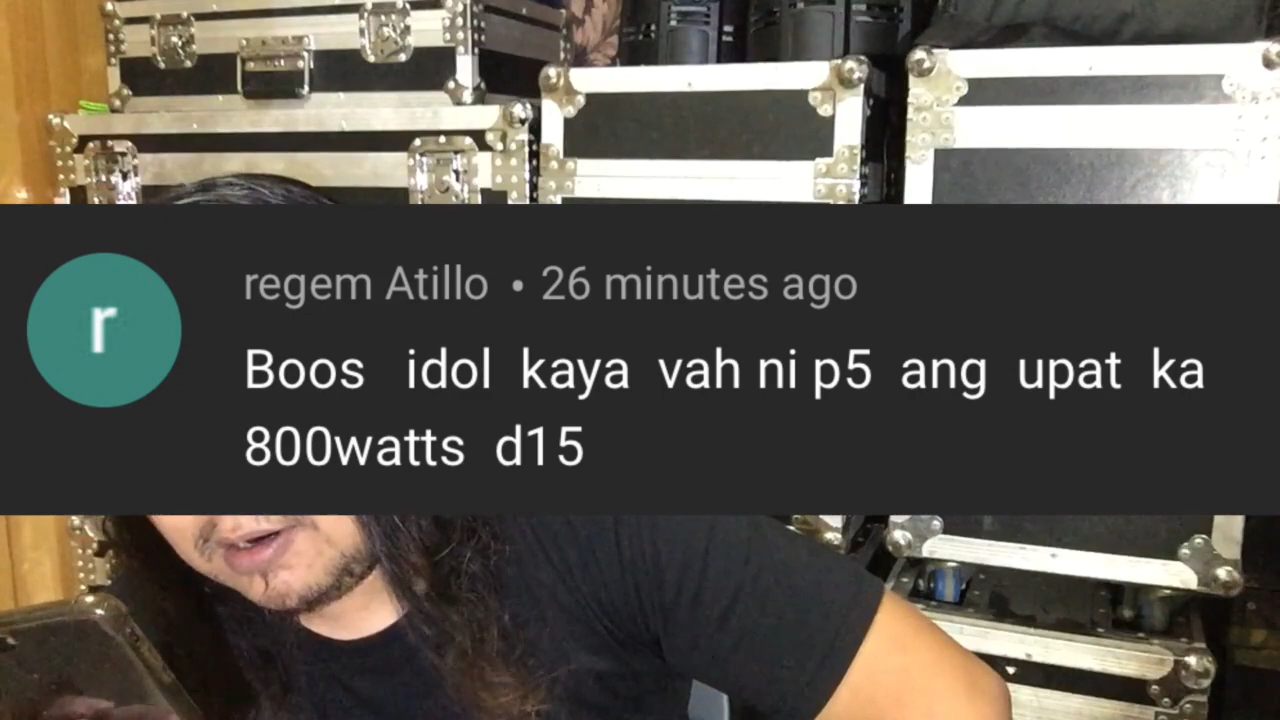 r
regem Atillo • 26 minutes ago
Boos idol kaya vah ni p5 ang upat ka
800watts d15